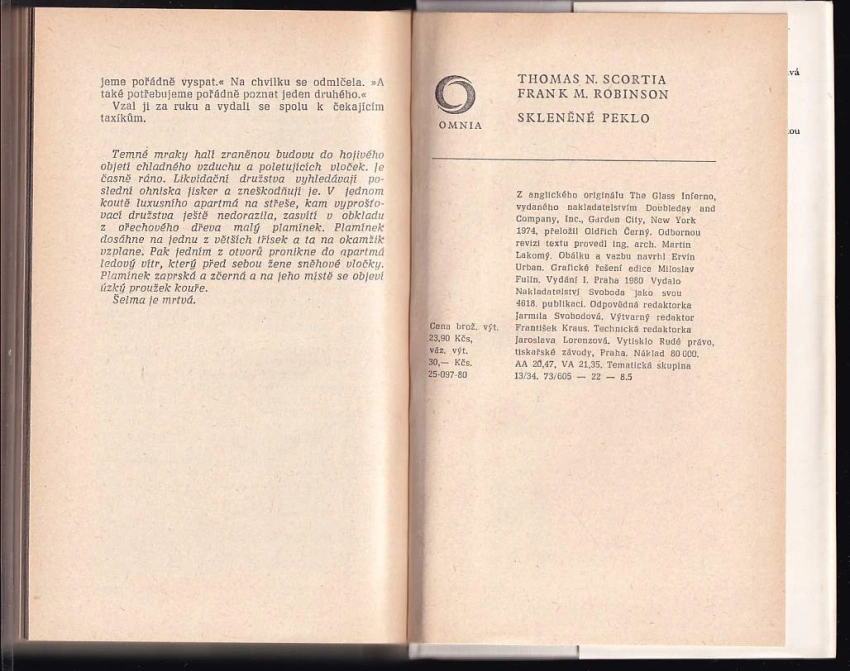 jeme pořádně vyspat.« Na chvilku se odmlčela. »A
také potřebujeme pořádně poznat jeden druhého.«
Vzal ji za ruku a vydali se spolu k čekajícím
taxíkům.
Temné mraky halí zraněnou budovu do hojivého
objetí chladného vzduchu a poletujících vloček. Je
časně ráno. Likvidační družstva vyhledávají po-
slední ohniska jisker a zneškodňují je. V jednom
koutě luxusního apartmá na střeše, kam vyprošťo-
vací družstva ještě nedorazila, zasvítí v obkladu
z ořechového dřeva malý plamínek. Plamínek
dosáhne na jednu z větších třísek a ta na okamžik
vzplane. Pak jedním z otvorů pronikne do apartmá
ledový vítr, který před sebou žene sněhové vločky.
Plamínek zaprská a zčerná a na jeho místě se objeví
úzký proužek kouře.
Šelma je mrtvá.
OMNIA
THOMAS N. SCORTIA
FRANK M. ROBINSON
SKLENĚNÉ PEKLO
Z anglického originálu The Glass Inferno,
vydaného nakladatelstvím Doubleday and
Company, Inc., Garden City, New York
1974, přeložil Oldřich Černý. Odbornou
revizi textu provedl ing. arch. Martin
Lakomý. Obálku a vazbu navrhl Ervín
Urban. Grafické řešení edice Miloslav
Fulín. Vydání I. Praha 1980 Vydalo
Nakladatelství Svoboda jako svou
4618. publikaci. Odpovědná redaktorka
Jarmila Svobodová. Výtvarný redaktor
František Kraus. Technická redaktorka
Jaroslava Lorenzová. Vytisklo Rudé právo,
tiskařské závody, Praha. Náklad 80 000.
AA 20,47, VA 21,35. Tematická skupina
13/34. 73/605 — 22 — 8.5
Cena brož. výt.
23,90 Kčs,
váz. výt.
30,— Kčs.
25-097-80